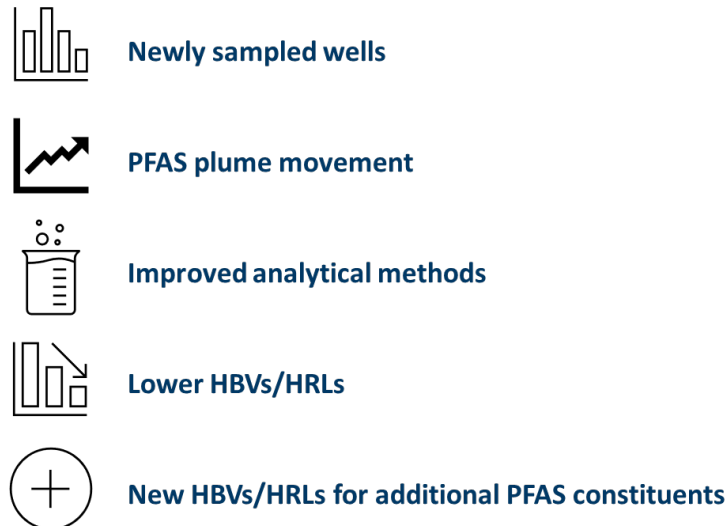 Newly sampled wells
PFAS plume movement
Improved analytical methods
Lower HBVs/HRLs
New HBVs/HRLs for additional PFAS constituents